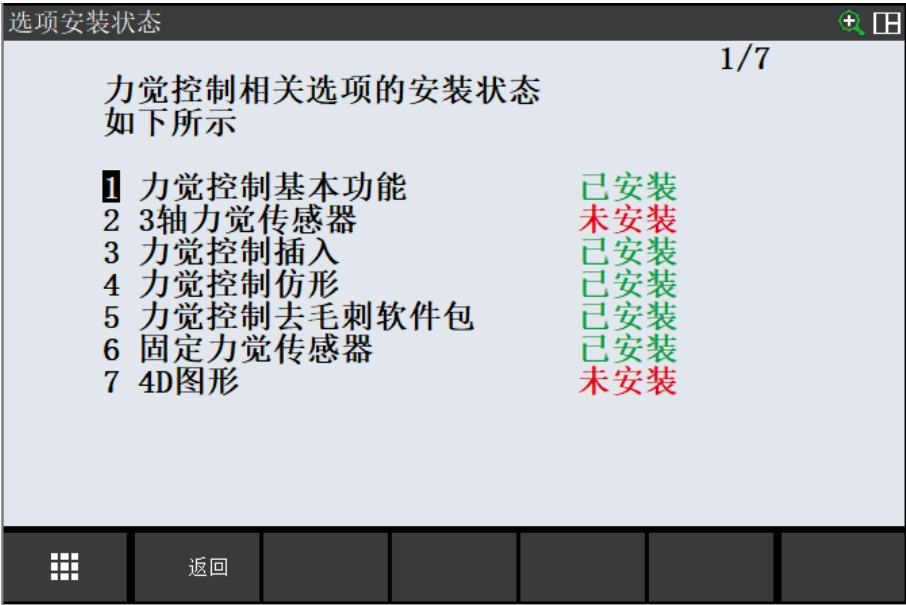 选项安装状态
1/7
力觉控制相关选项的安装状态
如下所示
1 力觉控制基本功能 已安装
2 3轴力觉传感器 未安装
3 力觉控制插入 已安装
4 力觉控制仿形 已安装
5 力觉控制去毛刺软件包 已安装
6 固定力觉传感器 已安装
7 4D图形 未安装
返回